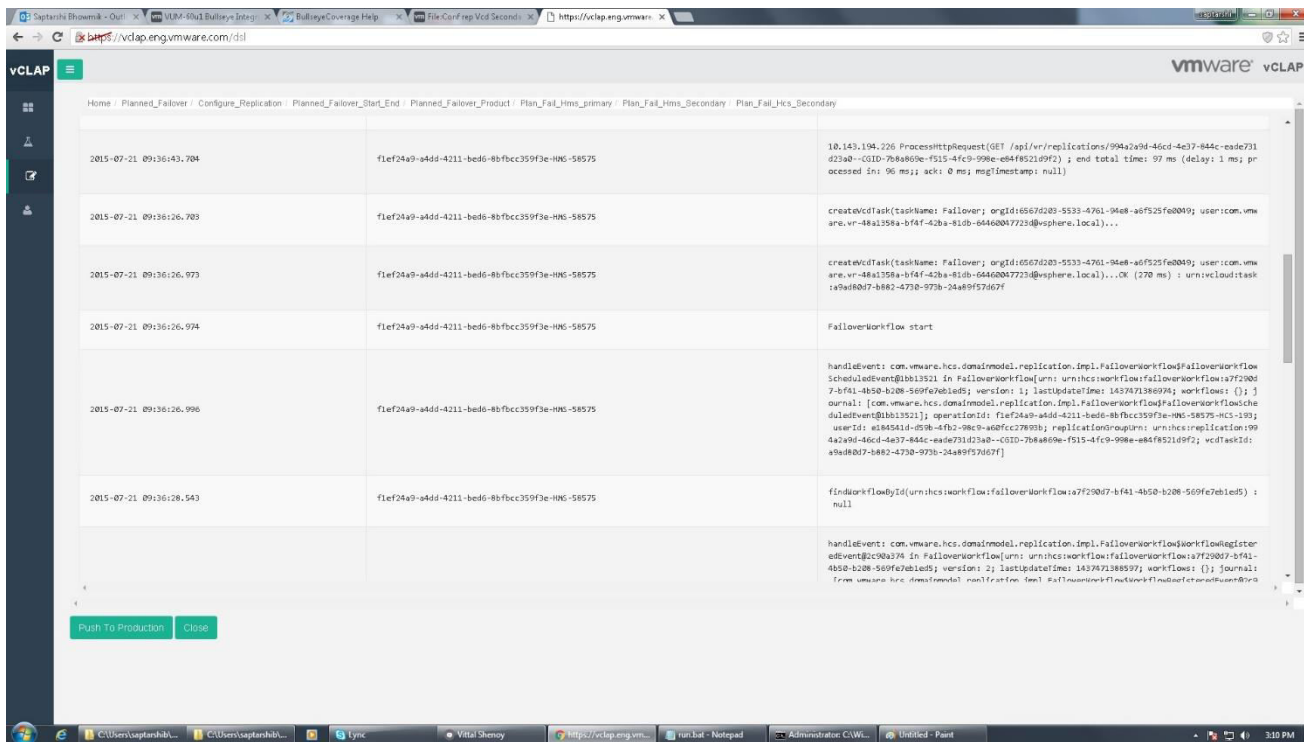 Saptarshi Bhowmik - Outl
VUM-60u1 Bullseye Integr
BullseyeCoverage Help
File:Conf rep Vcd Seconda
https://vclap.eng.vmware.
https://vclap.eng.vmware.com/dsl
vCLAP
vmware vCLAP
Home / Planned_Failover / Configure_Replication / Planned_Failover_Start_End / Planned_Failover_Product / Plan_Fail_Hms_primary / Plan_Fail_Hms_Secondary / Plan_Fail_Hcs_Secondary
2015-07-21 09:36:43.704
f1ef24a9-a4dd-4211-bed6-8bfbcc359f3e-HMS-58575
10.143.194.226 ProcessHttpRequest(GET /api/vr/replications/994a2a9d-46cd-4e37-844c-eade731
d23a0--CGID-7b8a869e-f515-4fc9-998e-e84f8521d9f2) ; end total time: 97 ms (delay: 1 ms; pr
ocessed in: 96 ms;; ack: 0 ms; msgTimestamp: null)
2015-07-21 09:36:26.703
f1ef24a9-a4dd-4211-bed6-8bfbcc359f3e-HMS-58575
createVcdTask(taskName: Failover; orgId:6567d203-5533-4761-94e8-a6f525fe0049; user:com.vmw
are.vr-48a1358a-bf4f-42ba-81db-64460047723d@vsphere.local)...
2015-07-21 09:36:26.973
f1ef24a9-a4dd-4211-bed6-8bfbcc359f3e-HMS-58575
createVcdTask(taskName: Failover; orgId:6567d203-5533-4761-94e8-a6f525fe0049; user:com.vmw
are.vr-48a1358a-bf4f-42ba-81db-64460047723d@vsphere.local)...OK (270 ms) : urn:vcloud:task
:a9ad80d7-b882-4730-973b-24a89f57d67f
2015-07-21 09:36:26.974
f1ef24a9-a4dd-4211-bed6-8bfbcc359f3e-HMS-58575
FailoverWorkflow start
2015-07-21 09:36:26.996
f1ef24a9-a4dd-4211-bed6-8bfbcc359f3e-HMS-58575
handleEvent: com.vmware.hcs.domainmodel.replication.impl.FailoverWorkflow$FailoverWorkflow
ScheduledEvent@1bb13521 in FailoverWorkflow[urn: urn:hcs:workflow:failoverWorkflow:a7f290d
7-bf41-4b50-b208-569fe7eb1ed5; version: 1; lastUpdateTime: 1437471386974; workflows: {}; j
ournal: [com.vmware.hcs.domainmodel.replication.impl.FailoverWorkflow$FailoverWorkflowSche
duledEvent@1bb13521]; operationId: f1ef24a9-a4dd-4211-bed6-8bfbcc359f3e-HMS-58575-HCS-193;
userId: e184541d-d59b-4fb2-98c9-a60fcc27893b; replicationGroupUrn: urn:hcs:replication:99
4a2a9d-46cd-4e37-844c-eade731d23a0--CGID-7b8a869e-f515-4fc9-998e-e84f8521d9f2; vcdTaskId:
a9ad80d7-b882-4730-973b-24a89f57d67f]
2015-07-21 09:36:28.543
f1ef24a9-a4dd-4211-bed6-8bfbcc359f3e-HMS-58575
findWorkflowById(urn:hcs:workflow:failoverWorkflow:a7f290d7-bf41-4b50-b208-569fe7eb1ed5) :
null
handleEvent: com.vmware.hcs.domainmodel.replication.impl.FailoverWorkflow$WorkflowRegister
edEvent@2c90a374 in FailoverWorkflow[urn: urn:hcs:workflow:failoverWorkflow:a7f290d7-bf41-
4b50-b208-569fe7eb1ed5; version: 2; lastUpdateTime: 1437471388597; workflows: {}; journal:
[com.vmware.hcs.domainmodel.replication.impl.FailoverWorkflow$WorkflowRegisteredEvent@2c9
Push To Production
Close
C:\Users\saptarshib\...
C:\Users\saptarshib\...
Lync
Vittal Shenoy
https://vclap.eng.vm...
run.bat - Notepad
Administrator: C:\Wi...
Untitled - Paint
3:10 PM